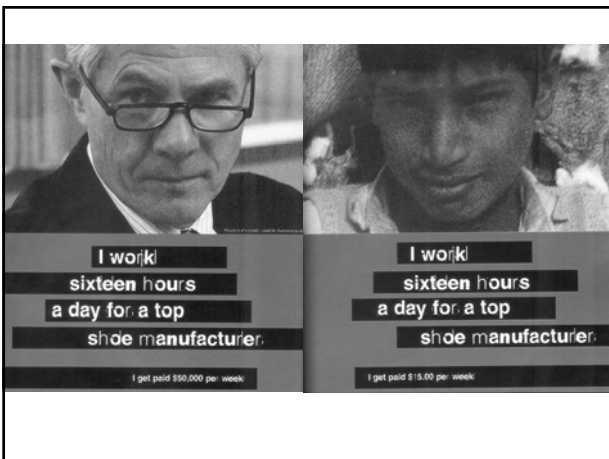 I work
sixteen hours
a day for a top
shoe manufacturer.
I get paid $50,000 per week
I work
sixteen hours
a day for a top
shoe manufacturer.
I get paid $15.00 per week